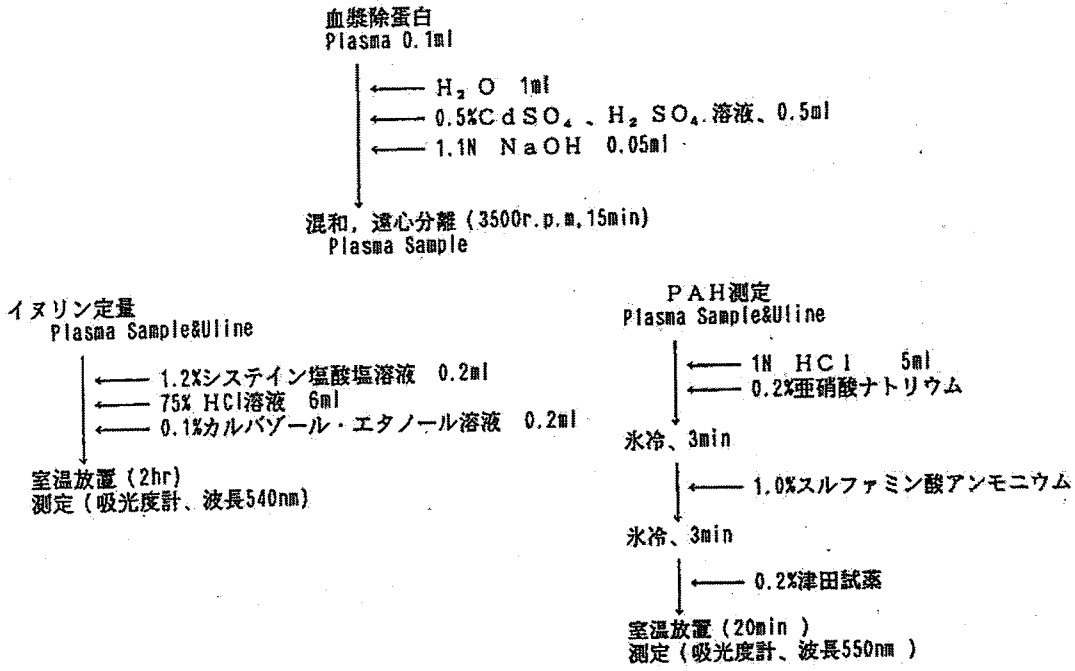 血漿除蛋白
Plasma 0.1ml
H₂O 1ml
0.5%CdSO₄、H₂SO₄溶液、0.5ml
1.1N NaOH 0.05ml
混和，遠心分離（3500r.p.m,15min）
Plasma Sample
イヌリン定量
Plasma Sample&Uline
1.2%システイン塩酸塩溶液 0.2ml
75% HCl溶液 6ml
0.1%カルバゾール・エタノール溶液 0.2ml
室温放置（2hr）
測定（吸光度計、波長540nm）
PAH測定
Plasma Sample&Uline
1N HCl 5ml
0.2%亜硝酸ナトリウム
氷冷、3min
1.0%スルファミン酸アンモニウム
氷冷、3min
0.2%津田試薬
室温放置（20min ）
測定（吸光度計、波長550nm ）